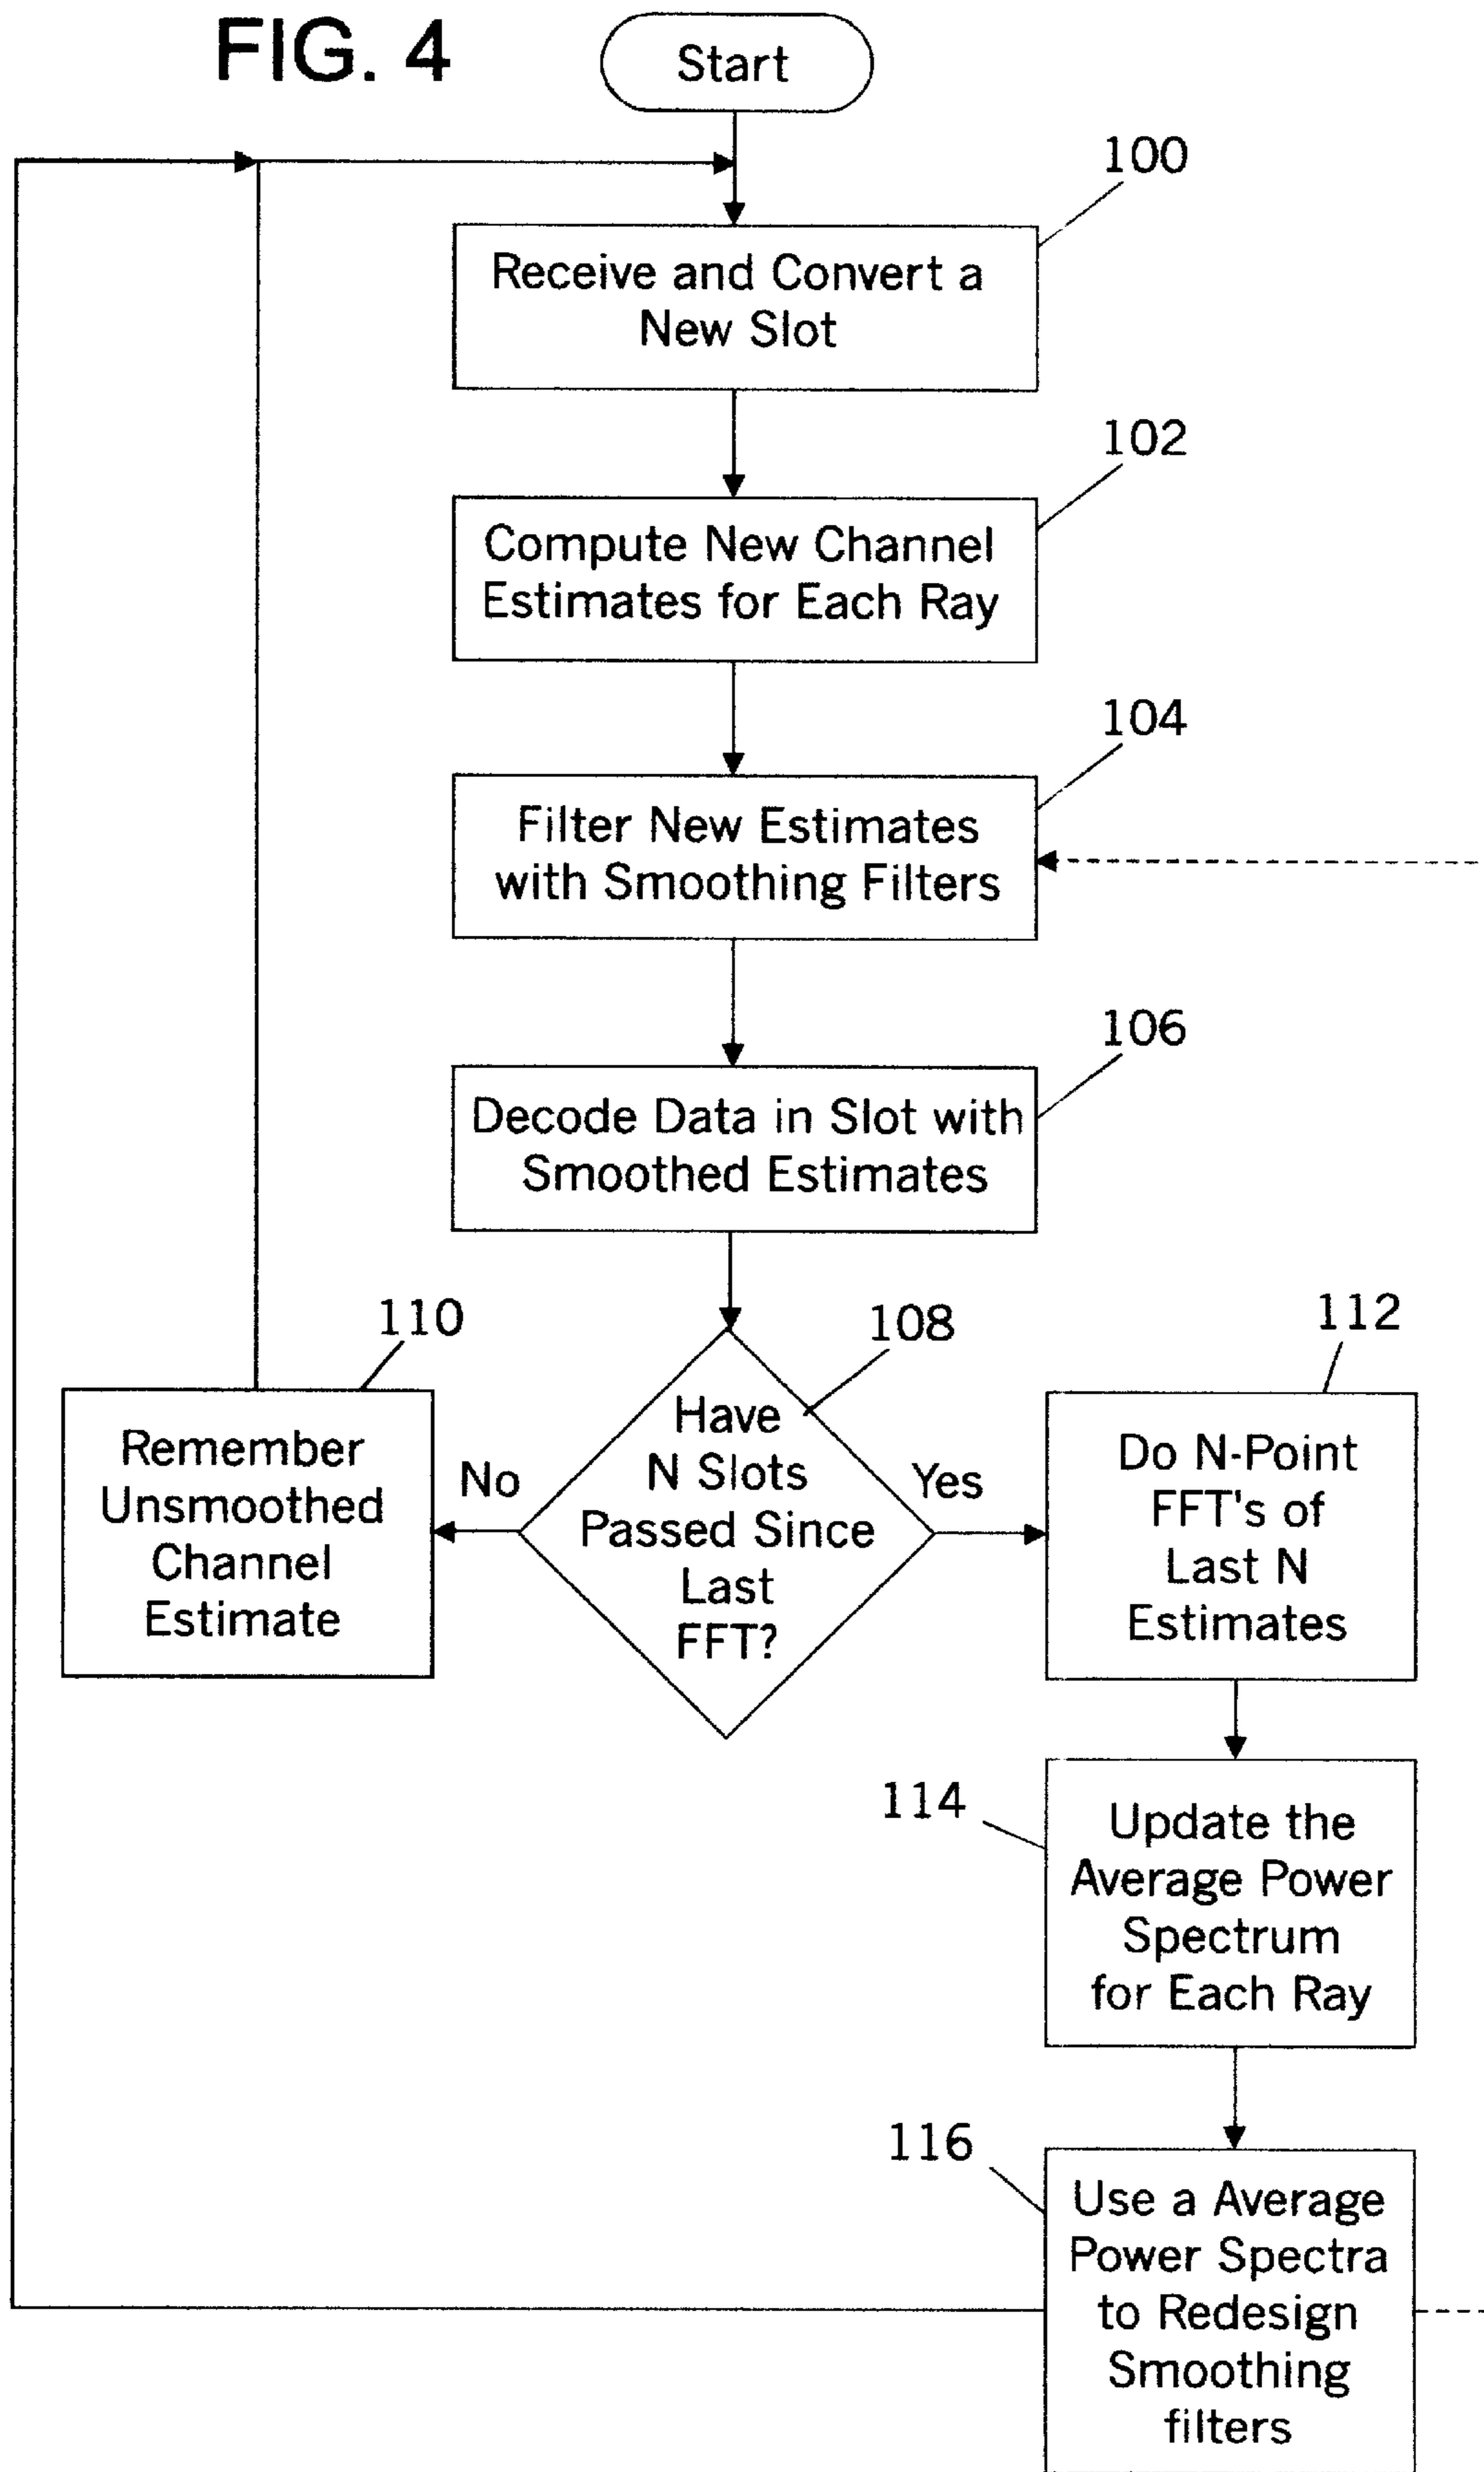 FIG. 4
Start
100
Receive and Convert a
New Slot
102
Compute New Channel
Estimates for Each Ray
104
Filter New Estimates
with Smoothing Filters
106
Decode Data in Slot with
Smoothed Estimates
108
Have
N Slots
Passed Since
Last
FFT?
No
Yes
110
Remember
Unsmoothed
Channel
Estimate
112
Do N-Point
FFT's of
Last N
Estimates
114
Update the
Average Power
Spectrum
for Each Ray
116
Use a Average
Power Spectra
to Redesign
Smoothing
filters